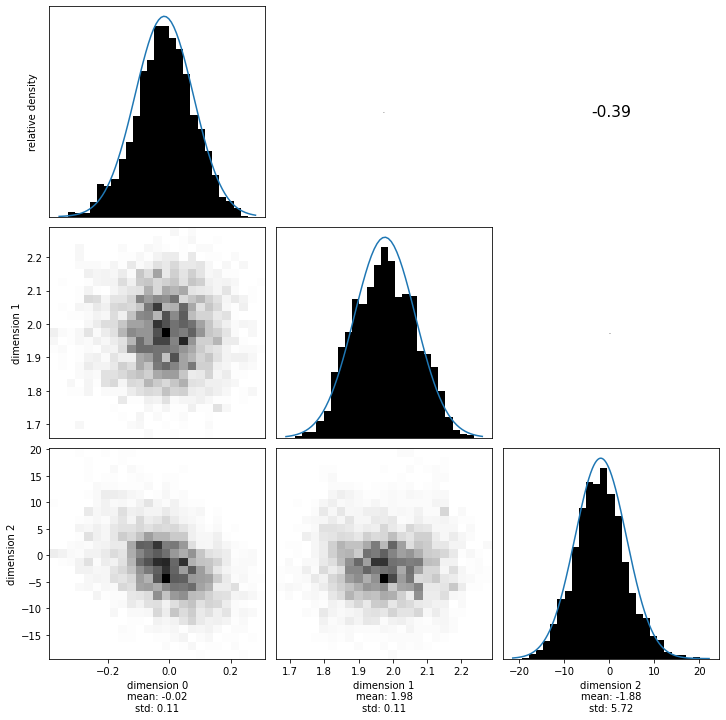 relative density
-0.39
2.2
2.1
2.0
1.9
1.8
1.7
dimension 1
20
15
10
5
0
−5
−10
−15
dimension 2
−0.2 0.0 0.2
dimension 0
mean: -0.02
std: 0.11
1.7 1.8 1.9 2.0 2.1 2.2
dimension 1
mean: 1.98
std: 0.11
−20 −10 0 10 20
dimension 2
mean: -1.88
std: 5.72